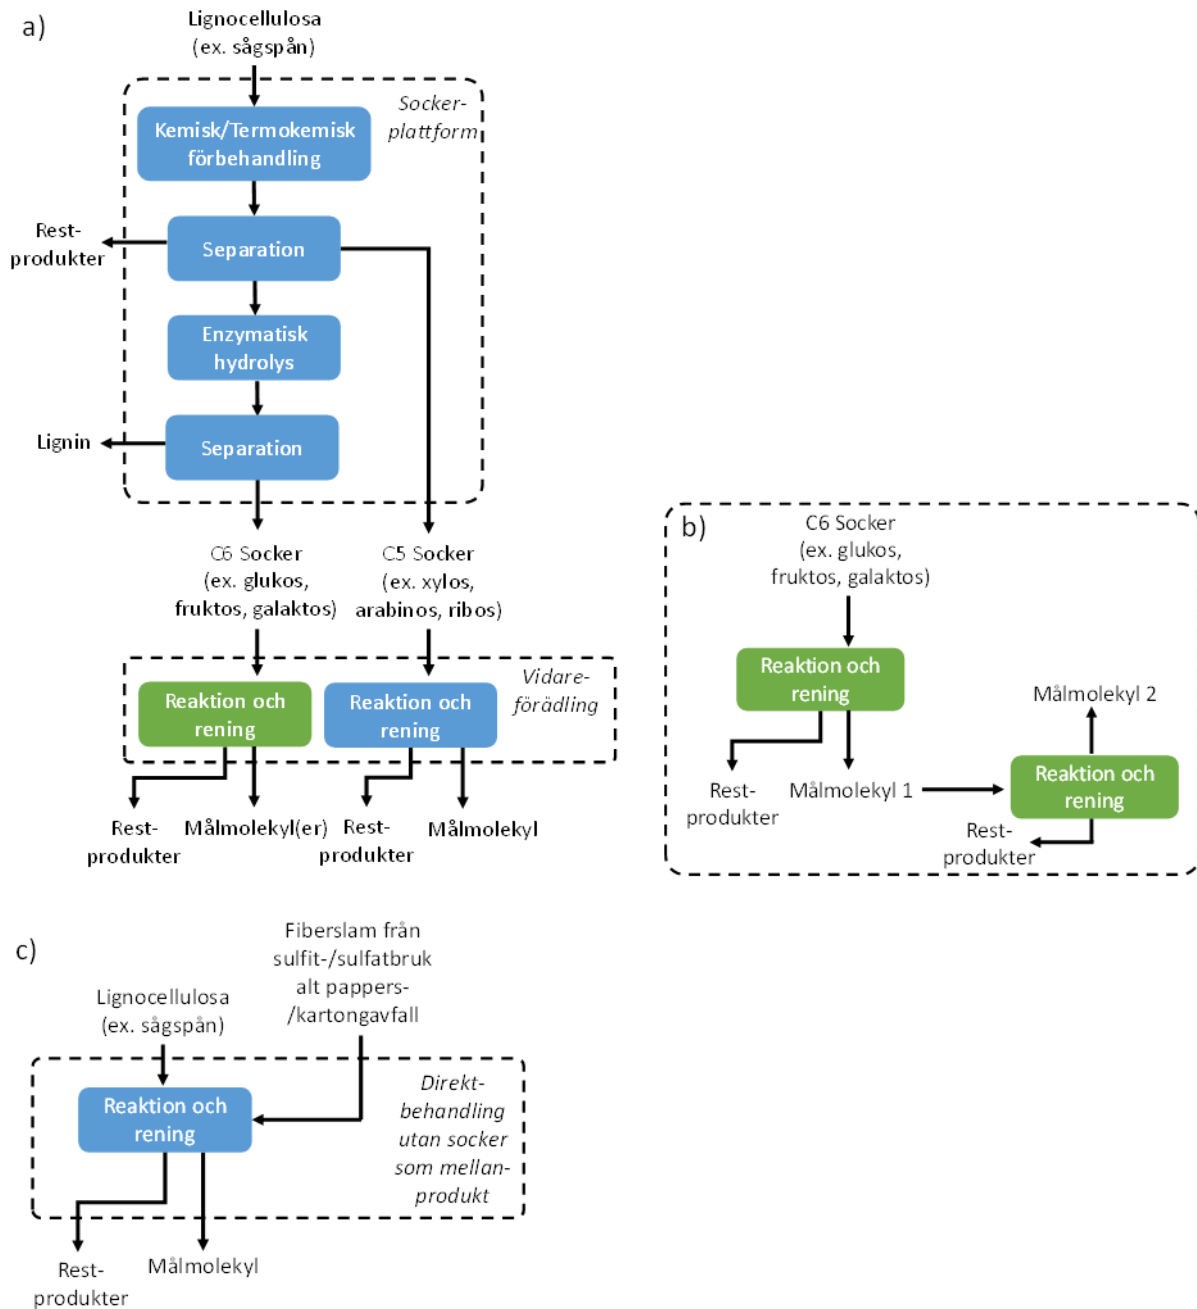 a)
Lignocellulosa
(ex. sågspån)
Socker-
plattform
Kemisk/Termokemisk
förbehandling
Rest-
produkter
Separation
Enzymatisk
hydrolys
Lignin
Separation
C6 Socker
(ex. glukos,
fruktos, galaktos)
C5 Socker
(ex. xylos,
arabinos, ribos)
Vidare-
förädling
Reaktion och
rening
Reaktion och
rening
Rest-
produkter
Målmolekyl(er)
Rest-
produkter
Målmolekyl
b)
C6 Socker
(ex. glukos,
fruktos, galaktos)
Reaktion och
rening
Målmolekyl 2
Rest-
produkter
Målmolekyl 1
Reaktion och
rening
Rest-
produkter
c)
Lignocellulosa
(ex. sågspån)
Fiberslam från
sulfit-/sulfatbruk
alt pappers-
/kartongavfall
Reaktion och
rening
Direkt-
behandling
utan socker
som mellan-
produkt
Rest-
produkter
Målmolekyl